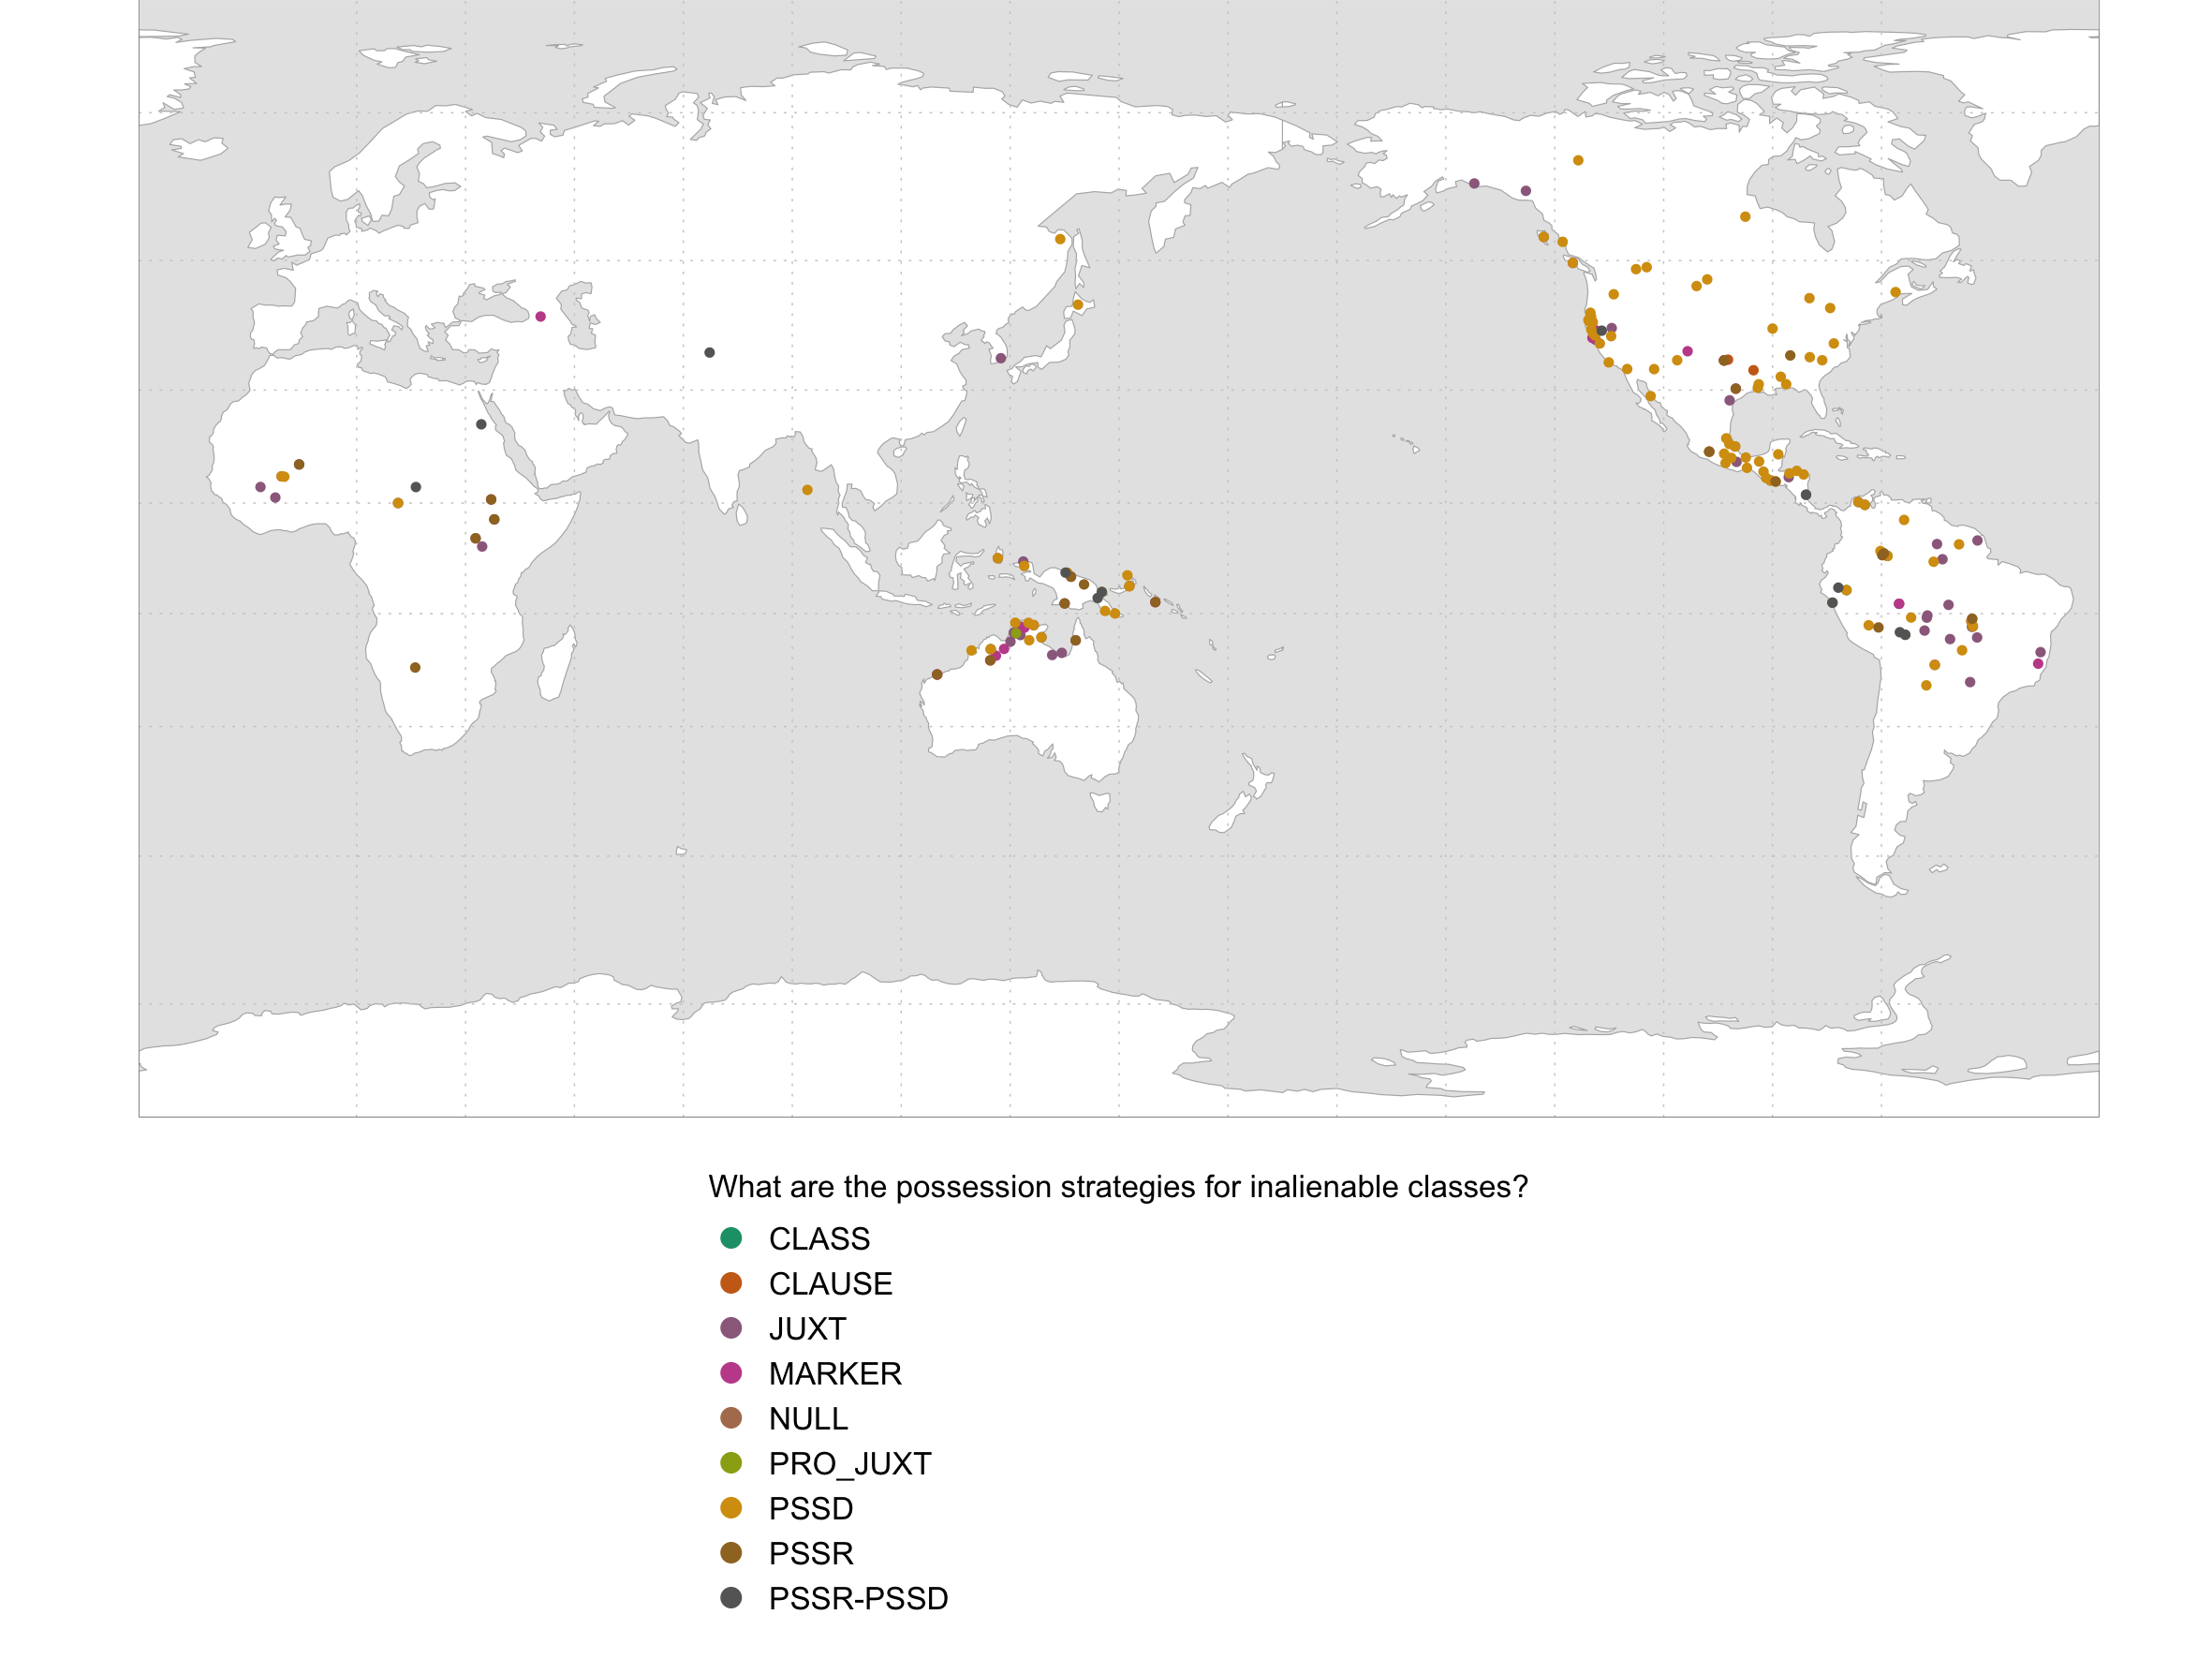 What are the possession strategies for inalienable classes?
CLASS
CLAUSE
JUXT
MARKER
NULL
PRO_JUXT
PSSD
PSSR
PSSR-PSSD